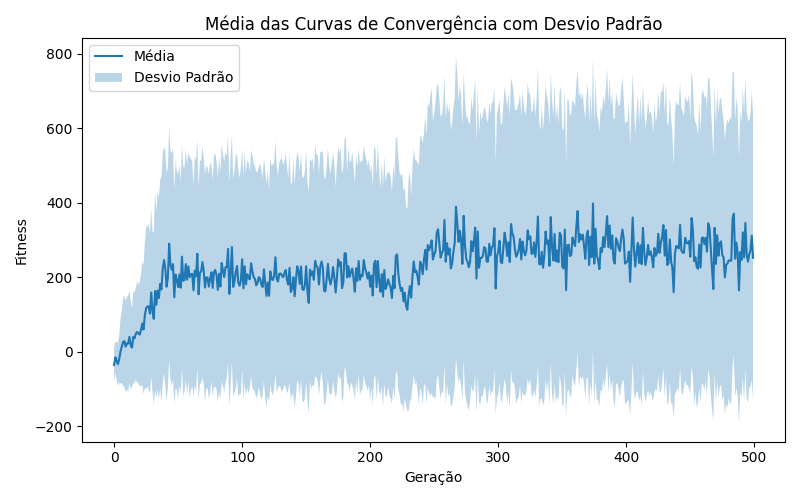 Média das Curvas de Convergência com Desvio Padrão
Média
Desvio Padrão
Fitness
800
600
400
200
0
−200
0 100 200 300 400 500
Geração